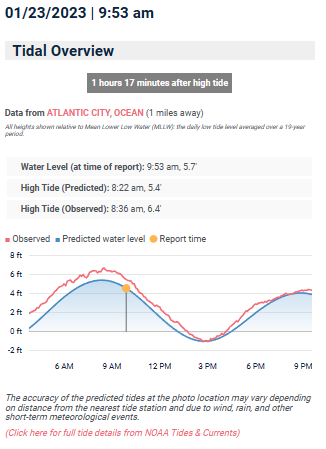 01/23/2023 | 9:53 am
Tidal Overview
1 hours 17 minutes after high tide
Data from ATLANTIC CITY, OCEAN (1 miles away)
All heights shown relative to Mean Lower Low Water (MLLW): the daily low tide level averaged over a 19-year
period.
Water Level (at time of report): 9:53 am, 5.7'
High Tide (Predicted): 8:22 am, 5.4'
High Tide (Observed): 8:36 am, 6.4'
Observed Predicted water level Report time
8 ft
6 ft
4 ft
2 ft
0 ft
-2 ft
6 AM 9 AM 12 PM 3 PM 6 PM 9 PM
The accuracy of the predicted tides at the photo location may vary depending
on distance from the nearest tide station and due to wind, rain, and other
short-term meteorological events.
(Click here for full tide details from NOAA Tides & Currents)